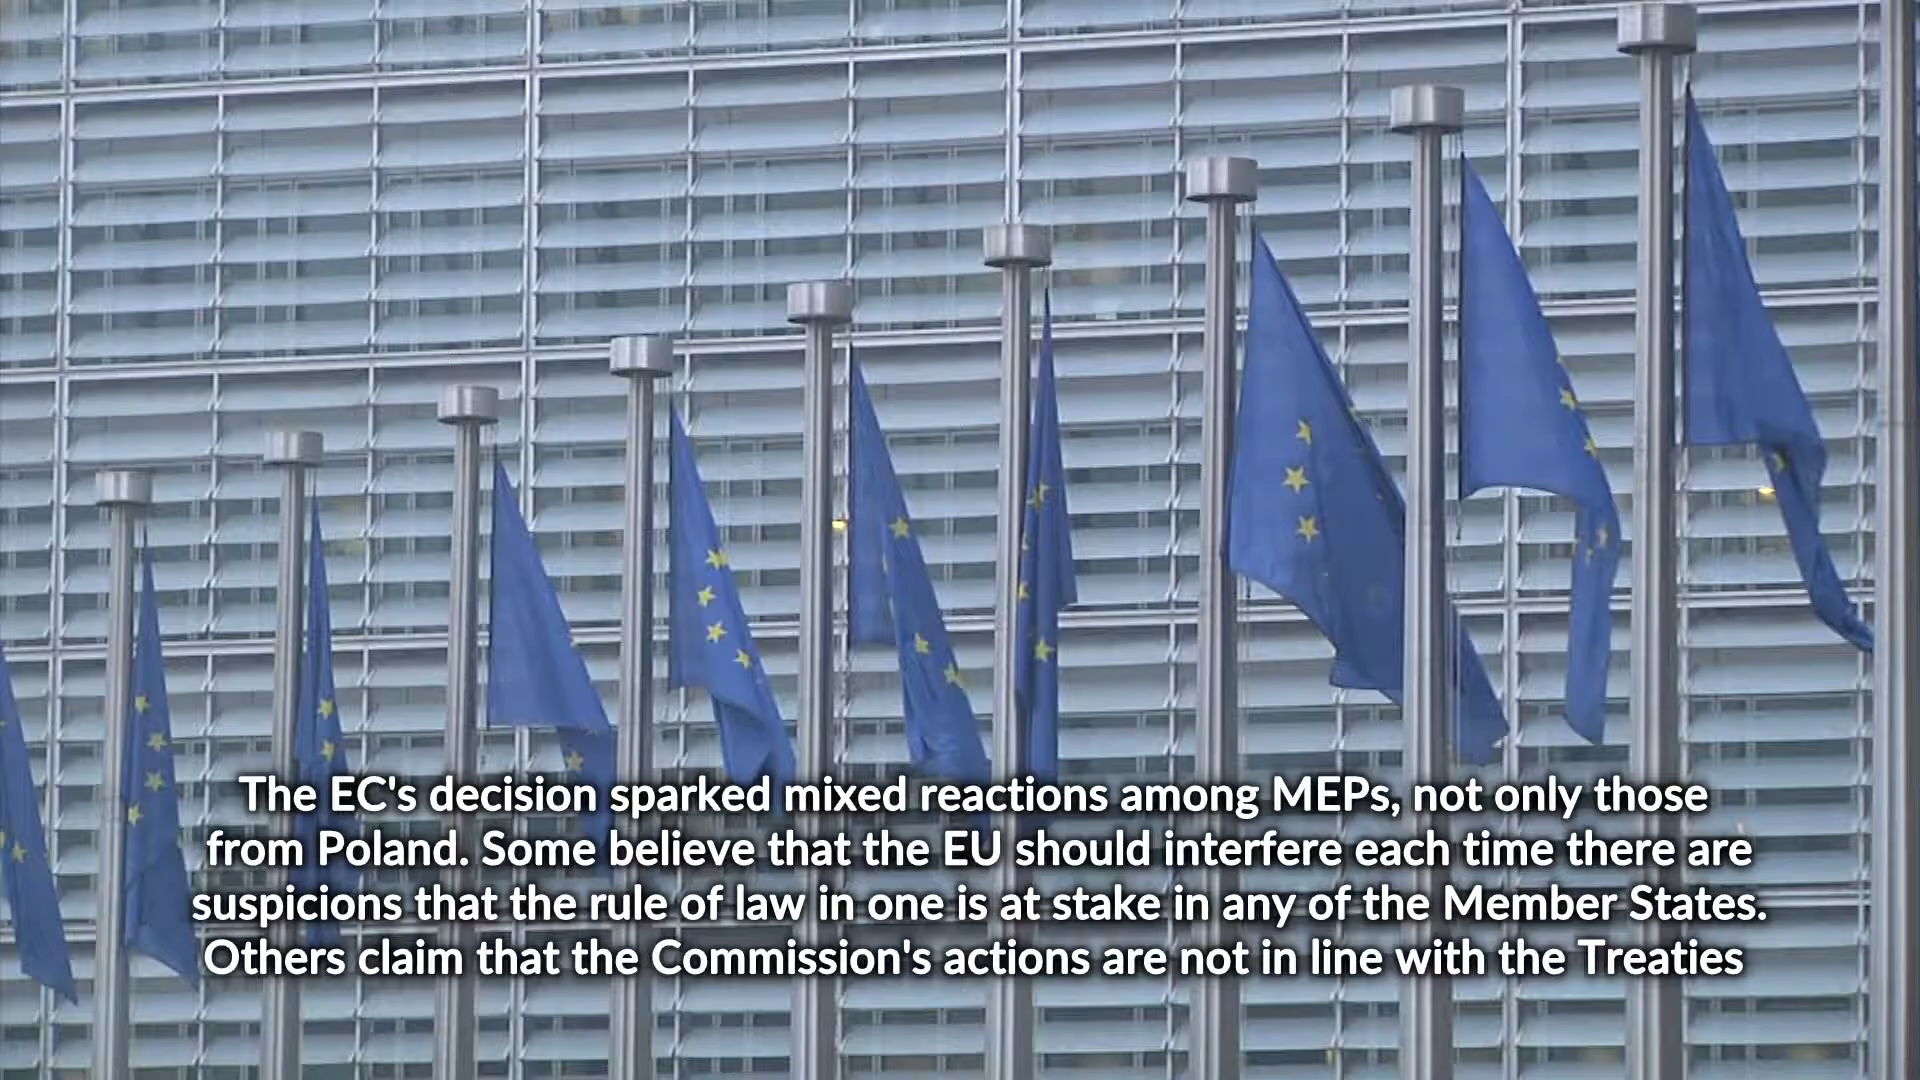 The EC's decision sparked mixed reactions among MEPs, not only those
from Poland. Some believe that the EU should interfere each time there are
suspicions that the rule of law in one is at stake in any of the Member States.
Others claim that the Commission's actions are not in line with the Treaties